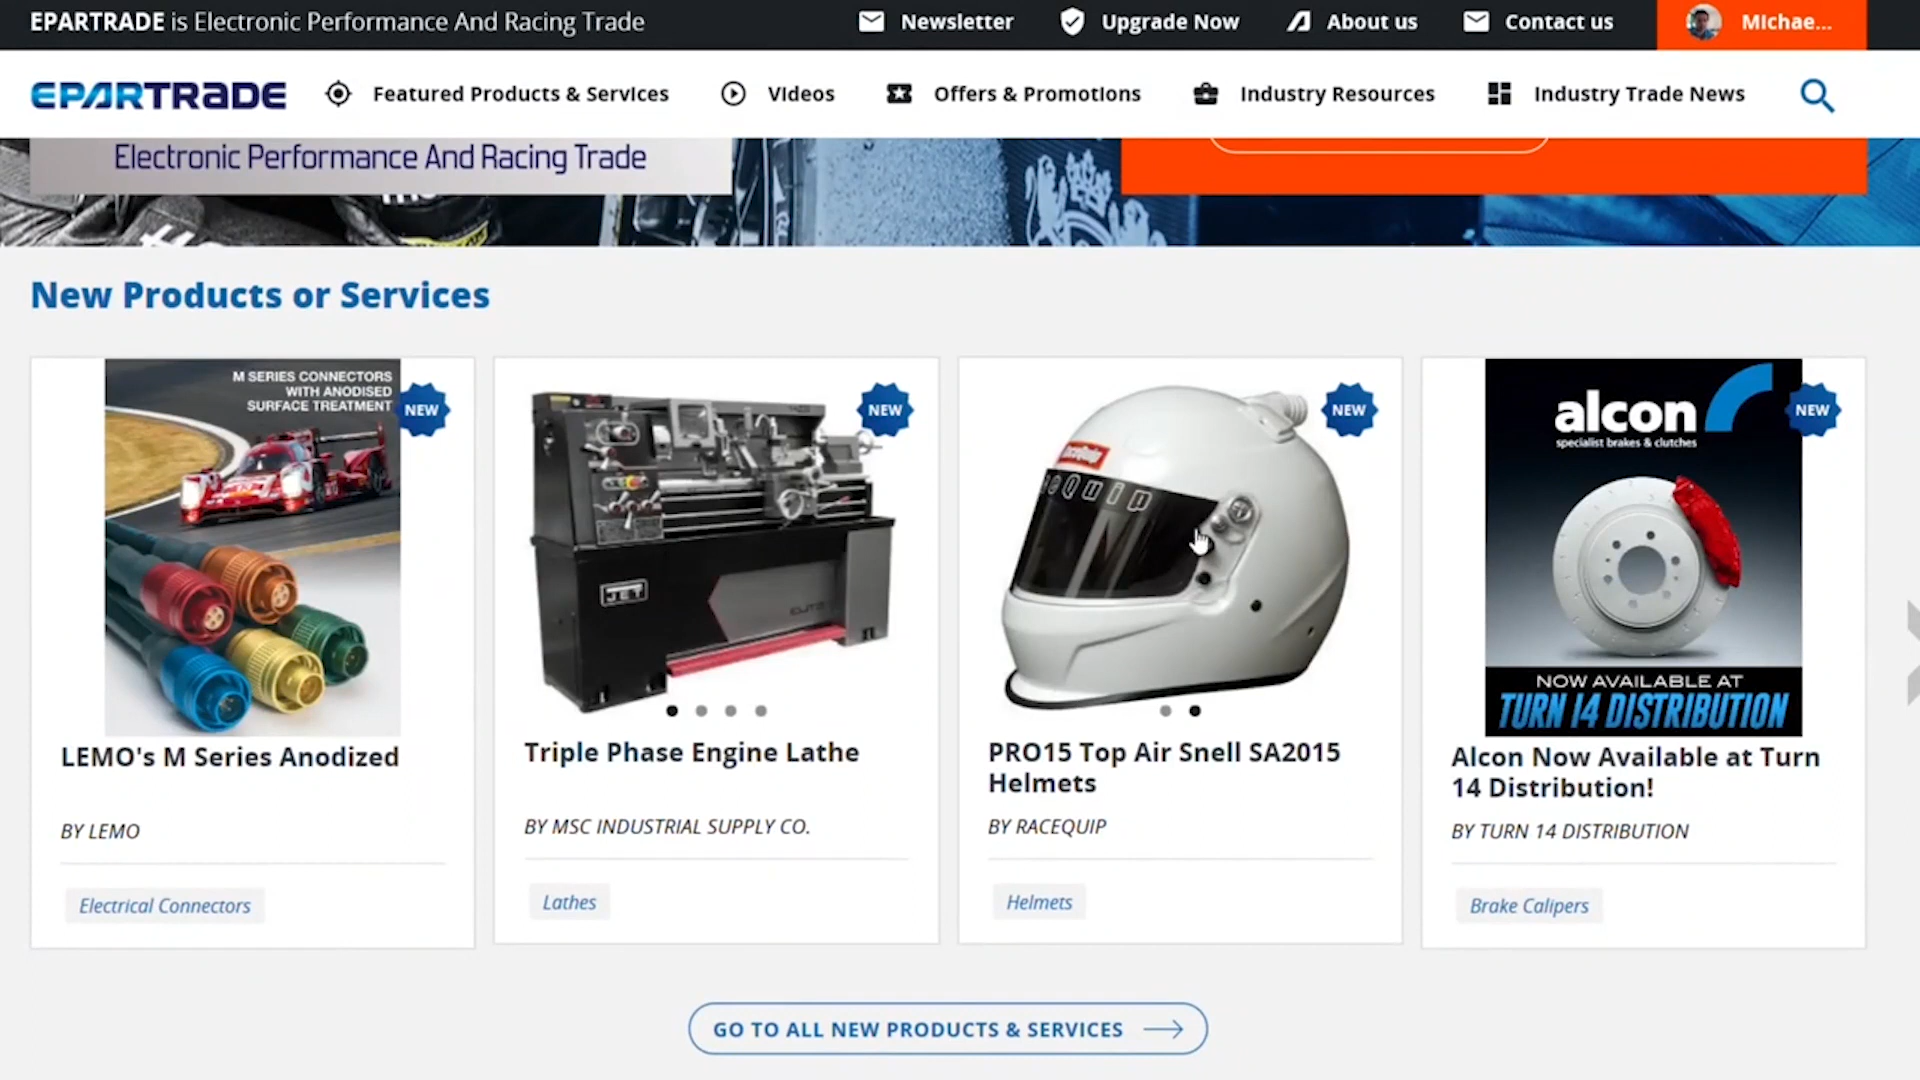 EPARTRADE is Electronic Performance And Racing Trade
Newsletter
Upgrade Now
About us
Contact us
Michae...
EPARTRADE
Featured Products & Services
Videos
Offers & Promotions
Industry Resources
Industry Trade News
Electronic Performance And Racing Trade
New Products or Services
M SERIES CONNECTORS
WITH ANODISED
SURFACE TREATMENT
NEW
LEMO's M Series Anodized
BY LEMO
Electrical Connectors
NEW
JET
ELITE
Triple Phase Engine Lathe
BY MSC INDUSTRIAL SUPPLY CO.
Lathes
NEW
RaceQuip
eQuip
PRO15 Top Air Snell SA2015
Helmets
BY RACEQUIP
Helmets
alcon
specialist brakes & clutches
NEW
NOW AVAILABLE AT
TURN 14 DISTRIBUTION
Alcon Now Available at Turn
14 Distribution!
BY TURN 14 DISTRIBUTION
Brake Calipers
GO TO ALL NEW PRODUCTS & SERVICES